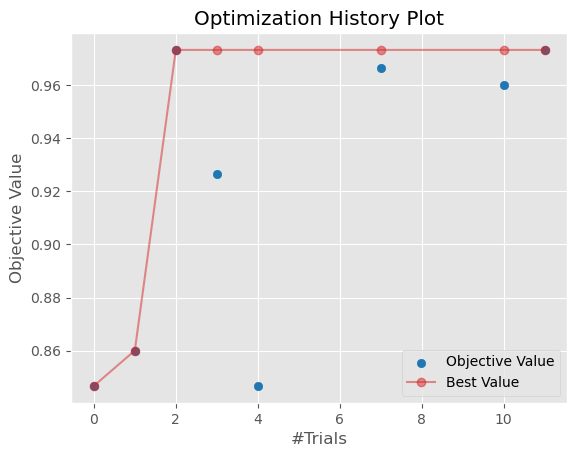 Optimization History Plot
Objective Value
0.96
0.94
0.92
0.90
0.88
0.86
0 2 4 6 8 10
#Trials
Objective Value
Best Value